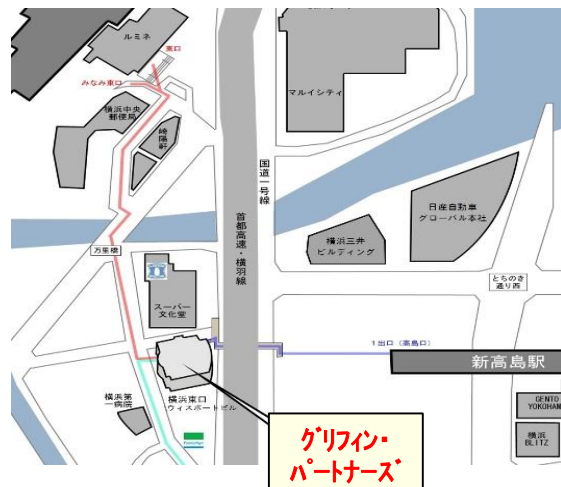 ルミネ
東口
みなみ東口
マルイシティ
横浜中央
郵便局
崎陽軒
国道一号線
日産自動車
グローバル本社
首都高速・横羽線
横浜三井
ビルディング
万里橋
とちのき
通り西
スーパー
文化堂
1出口（高島口）
新高島駅
横浜第
一病院
横浜東口
ウィスポートビル
GENTO
YOKOHAM
横浜
BLITZ
FamilyMart
グリフィン・
パートナーズ